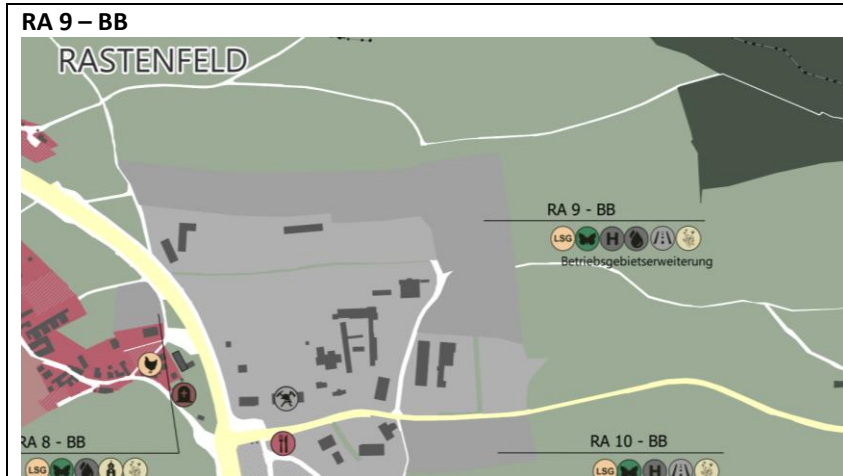 RA 9 – BB
RASTENFELD
RA 9 - BB
LSG H
Betriebsgebietserweiterung
RA 8 - BB
LSG
RA 10 - BB
LSG H